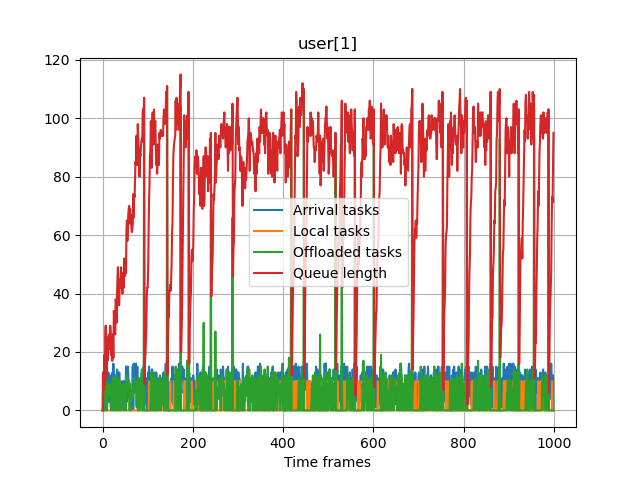 user[1]
120
100
80
60
40
20
0
Arrival tasks
Local tasks
Offloaded tasks
Queue length
0 200 400 600 800 1000
Time frames